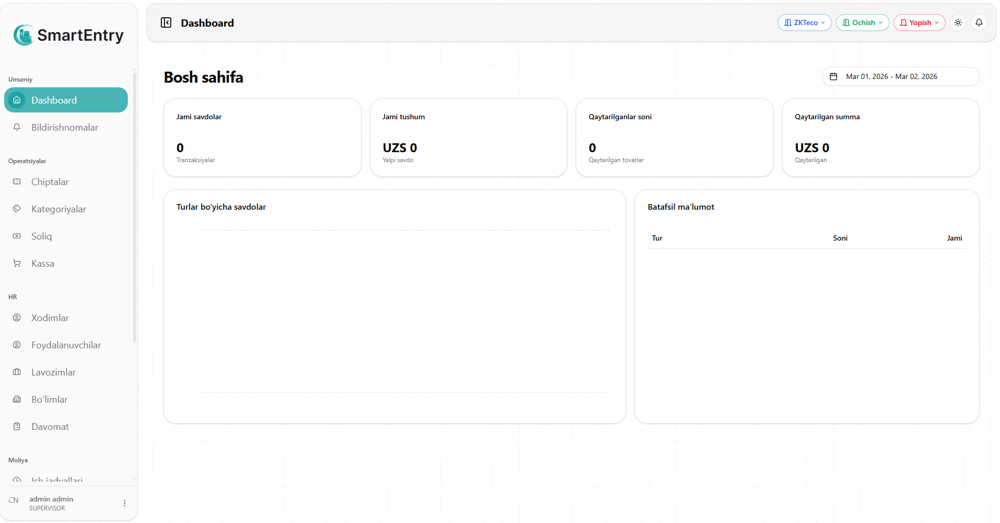 SmartEntry
Umumiy
Dashboard
Bildirishnomalar
Operatsiyalar
Chiptalar
Kategoriyalar
Soliq
Kassa
HR
Xodimlar
Foydalanuvchilar
Lavozimlar
Bo'limlar
Davomat
Moliya
Ish jadvallari
CN
admin admin
SUPERVISOR
Dashboard
ZKTeco
Ochish
Yopish
Bosh sahifa
Mar 01, 2026 - Mar 02, 2026
Jami savdolar
0
Tranzaksiyalar
Jami tushum
UZS 0
Yalpi savdo
Qaytarilganlar soni
0
Qaytarilgan tovarlar
Qaytarilgan summa
UZS 0
Qaytarilgan
Turlar bo'yicha savdolar
Batafsil ma'lumot
Tur Soni Jami